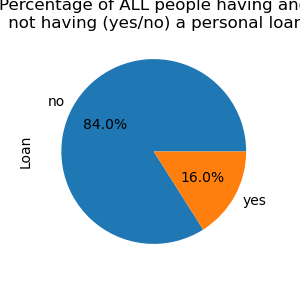 Percentage of ALL people having and
not having (yes/no) a personal loan
no
84.0%
Loan
16.0%
yes